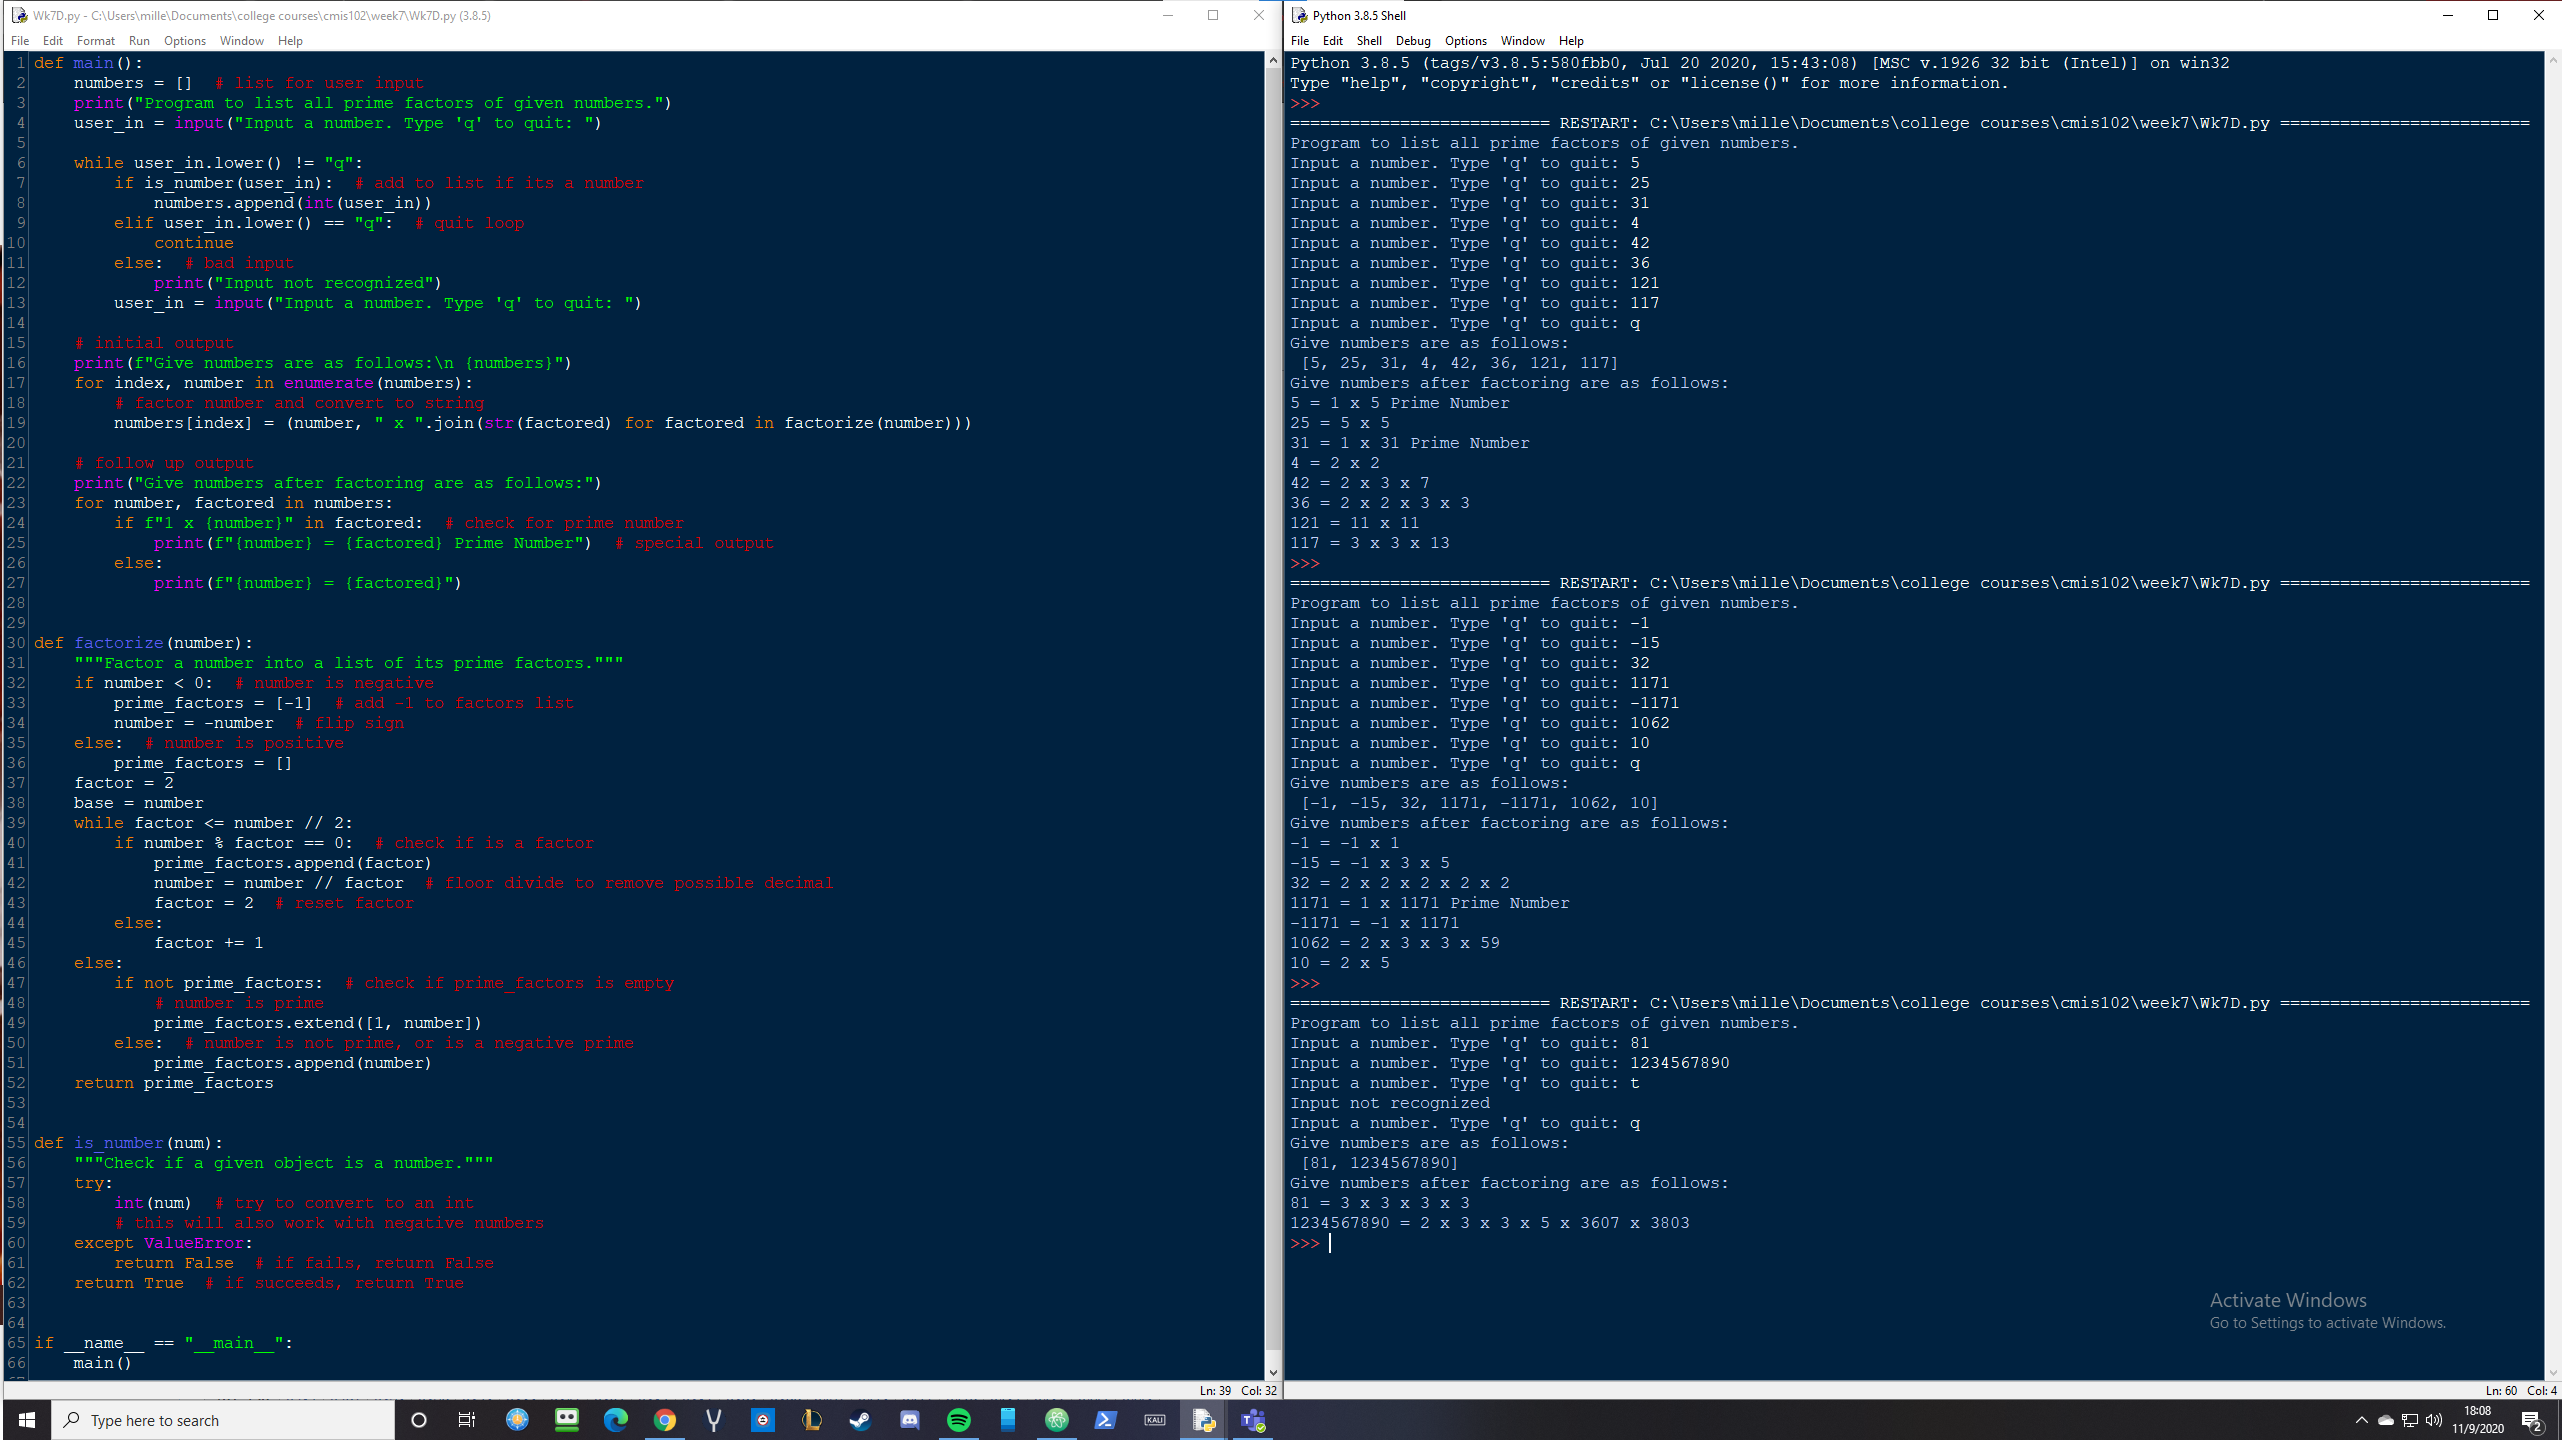 Wk7D.py - C:\Users\mille\Documents\college courses\cmis102\week7\Wk7D.py (3.8.5)
File Edit Format Run Options Window Help
1 def main():
2     numbers = []  # list for user input
3     print("Program to list all prime factors of given numbers.")
4     user_in = input("Input a number. Type 'q' to quit: ")
5
6     while user_in.lower() != "q":
7         if is_number(user_in):  # add to list if its a number
8             numbers.append(int(user_in))
9         elif user_in.lower() == "q":  # quit loop
10             continue
11         else:  # bad input
12             print("Input not recognized")
13         user_in = input("Input a number. Type 'q' to quit: ")
14
15     # initial output
16     print(f"Give numbers are as follows:\n {numbers}")
17     for index, number in enumerate(numbers):
18         # factor number and convert to string
19         numbers[index] = (number, " x ".join(str(factored) for factored in factorize(number)))
20
21     # follow up output
22     print("Give numbers after factoring are as follows:")
23     for number, factored in numbers:
24         if f"1 x {number}" in factored:  # check for prime number
25             print(f"{number} = {factored} Prime Number")  # special output
26         else:
27             print(f"{number} = {factored}")
28
29
30 def factorize(number):
31     """Factor a number into a list of its prime factors."""
32     if number < 0:  # number is negative
33         prime_factors = [-1]  # add -1 to factors list
34         number = -number  # flip sign
35     else:  # number is positive
36         prime_factors = []
37     factor = 2
38     base = number
39     while factor <= number // 2:
40         if number % factor == 0:  # check if is a factor
41             prime_factors.append(factor)
42             number = number // factor  # floor divide to remove possible decimal
43             factor = 2  # reset factor
44         else:
45             factor += 1
46     else:
47         if not prime_factors:  # check if prime_factors is empty
48             # number is prime
49             prime_factors.extend([1, number])
50         else:  # number is not prime, or is a negative prime
51             prime_factors.append(number)
52     return prime_factors
53
54
55 def is_number(num):
56     """Check if a given object is a number."""
57     try:
58         int(num)  # try to convert to an int
59         # this will also work with negative numbers
60     except ValueError:
61         return False  # if fails, return False
62     return True  # if succeeds, return True
63
64
65 if __name__ == "__main__":
66     main()
Ln: 39 Col: 32
Python 3.8.5 Shell
File Edit Shell Debug Options Window Help
Python 3.8.5 (tags/v3.8.5:580fbb0, Jul 20 2020, 15:43:08) [MSC v.1926 32 bit (Intel)] on win32
Type "help", "copyright", "credits" or "license()" for more information.
>>>
========================== RESTART: C:\Users\mille\Documents\college courses\cmis102\week7\Wk7D.py =========================
Program to list all prime factors of given numbers.
Input a number. Type 'q' to quit: 5
Input a number. Type 'q' to quit: 25
Input a number. Type 'q' to quit: 31
Input a number. Type 'q' to quit: 4
Input a number. Type 'q' to quit: 42
Input a number. Type 'q' to quit: 36
Input a number. Type 'q' to quit: 121
Input a number. Type 'q' to quit: 117
Input a number. Type 'q' to quit: q
Give numbers are as follows:
 [5, 25, 31, 4, 42, 36, 121, 117]
Give numbers after factoring are as follows:
5 = 1 x 5 Prime Number
25 = 5 x 5
31 = 1 x 31 Prime Number
4 = 2 x 2
42 = 2 x 3 x 7
36 = 2 x 2 x 3 x 3
121 = 11 x 11
117 = 3 x 3 x 13
>>>
========================== RESTART: C:\Users\mille\Documents\college courses\cmis102\week7\Wk7D.py =========================
Program to list all prime factors of given numbers.
Input a number. Type 'q' to quit: -1
Input a number. Type 'q' to quit: -15
Input a number. Type 'q' to quit: 32
Input a number. Type 'q' to quit: 1171
Input a number. Type 'q' to quit: -1171
Input a number. Type 'q' to quit: 1062
Input a number. Type 'q' to quit: 10
Input a number. Type 'q' to quit: q
Give numbers are as follows:
 [-1, -15, 32, 1171, -1171, 1062, 10]
Give numbers after factoring are as follows:
-1 = -1 x 1
-15 = -1 x 3 x 5
32 = 2 x 2 x 2 x 2 x 2
1171 = 1 x 1171 Prime Number
-1171 = -1 x 1171
1062 = 2 x 3 x 3 x 59
10 = 2 x 5
>>>
========================== RESTART: C:\Users\mille\Documents\college courses\cmis102\week7\Wk7D.py =========================
Program to list all prime factors of given numbers.
Input a number. Type 'q' to quit: 81
Input a number. Type 'q' to quit: 1234567890
Input a number. Type 'q' to quit: t
Input not recognized
Input a number. Type 'q' to quit: q
Give numbers are as follows:
 [81, 1234567890]
Give numbers after factoring are as follows:
81 = 3 x 3 x 3 x 3
1234567890 = 2 x 3 x 3 x 5 x 3607 x 3803
>>>
Activate Windows
Go to Settings to activate Windows.
Ln: 60 Col: 4
Type here to search
KALI
18:08
11/9/2020
2